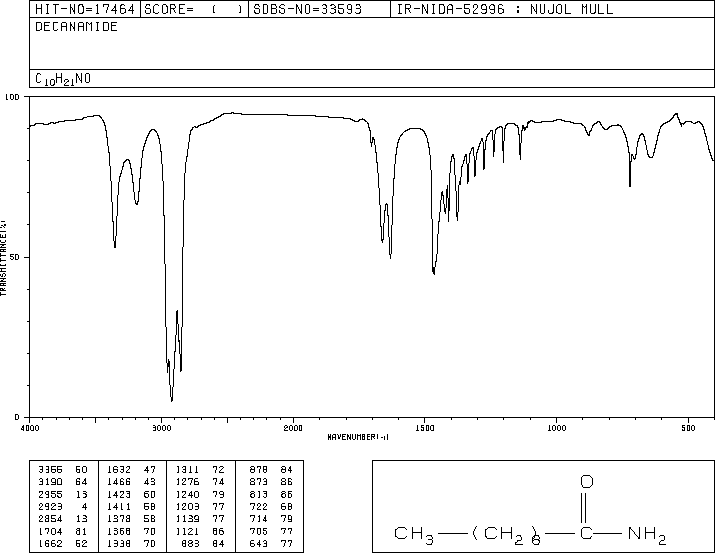 HIT-NO=17464 SCORE= ( ) SDBS-NO=33593 IR-NIDA-52996 : NUJOL MULL
DECANAMIDE
C10H21NO
100
50
0
TRANSMITTANCE(%)
4000 3000 2000 1500 1000 500
WAVENUMBER(-1)
3366 60 1632 47 1311 72 878 84
3190 64 1466 43 1276 74 873 86
2955 13 1423 60 1240 79 813 86
2923 4 1411 68 1203 77 722 68
2854 13 1378 58 1139 77 714 79
1704 81 1368 70 1121 86 705 77
1662 52 1338 70 883 84 643 77
O
CH3 (CH2)8 C NH2